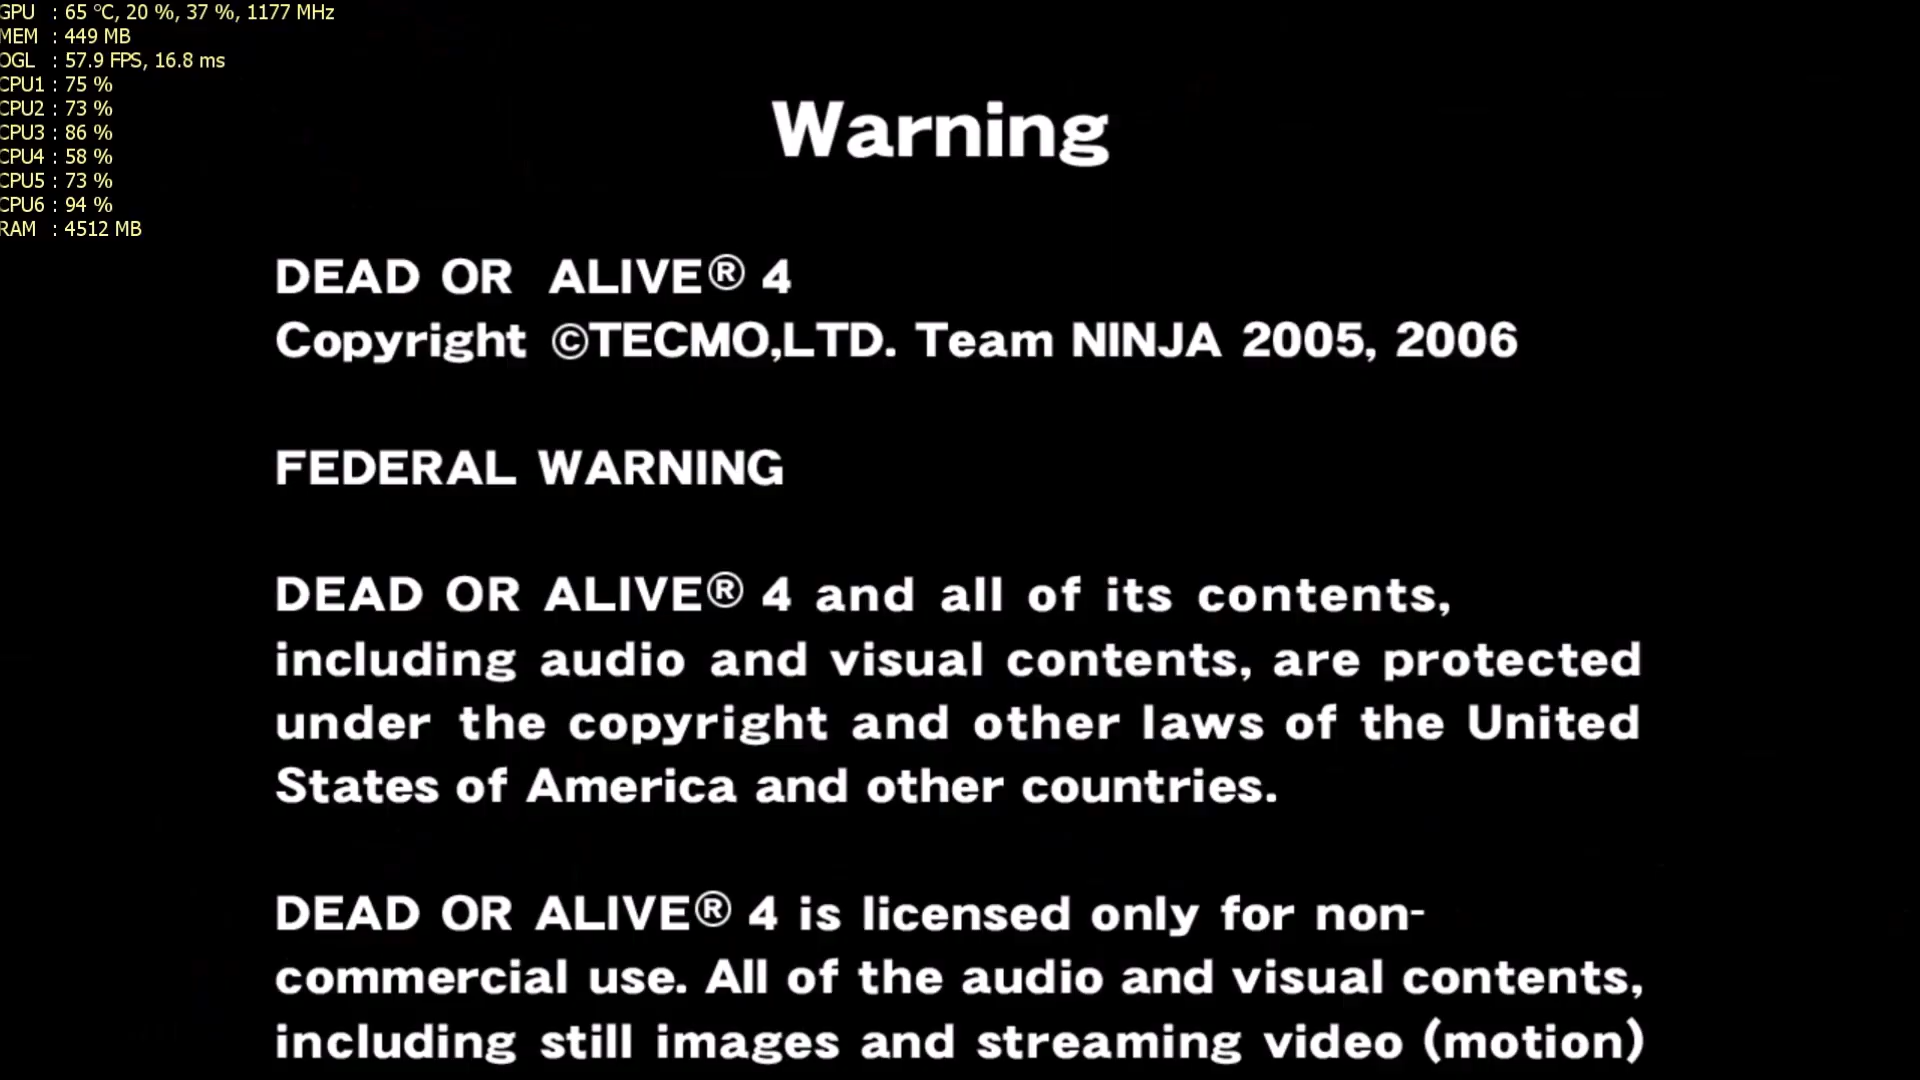 GPU : 65 °C, 20 %, 37 %, 1177 MHz
MEM : 449 MB
OGL : 57.9 FPS, 16.8 ms
CPU1 : 75 %
CPU2 : 73 %
CPU3 : 86 %
CPU4 : 58 %
CPU5 : 73 %
CPU6 : 94 %
RAM : 4512 MB
Warning
DEAD OR ALIVE® 4
Copyright ©TECMO,LTD. Team NINJA 2005, 2006
FEDERAL WARNING
DEAD OR ALIVE® 4 and all of its contents,
including audio and visual contents, are protected
under the copyright and other laws of the United
States of America and other countries.
DEAD OR ALIVE® 4 is licensed only for non-
commercial use. All of the audio and visual contents,
including still images and streaming video (motion)